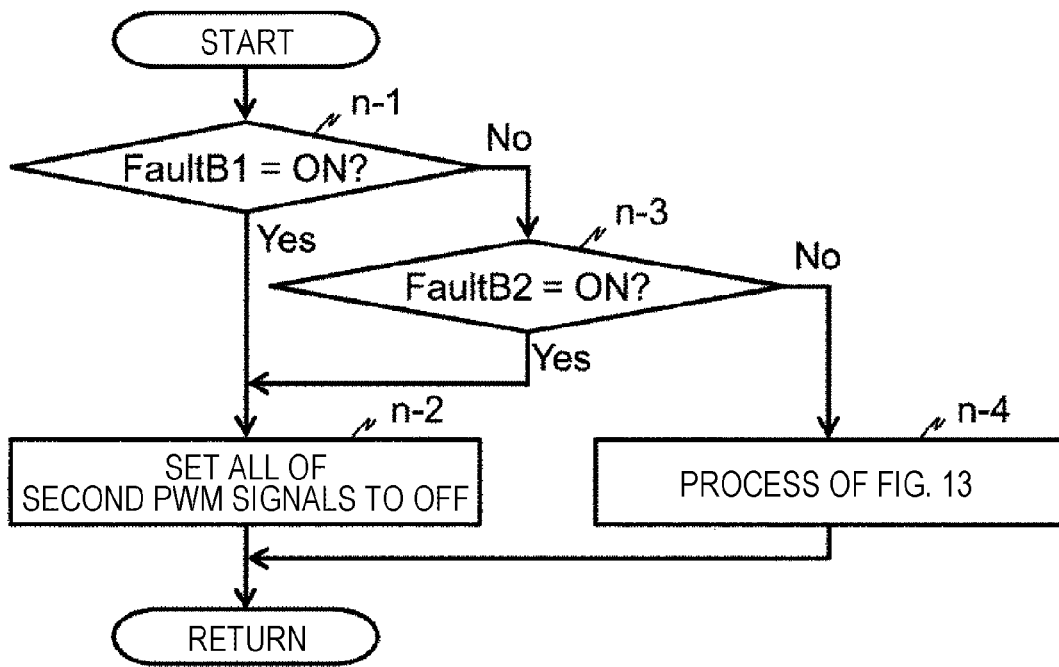 START
n-1
FaultB1 = ON?
No
Yes
n-3
FaultB2 = ON?
No
Yes
n-2
SET ALL OF
SECOND PWM SIGNALS TO OFF
n-4
PROCESS OF FIG. 13
RETURN